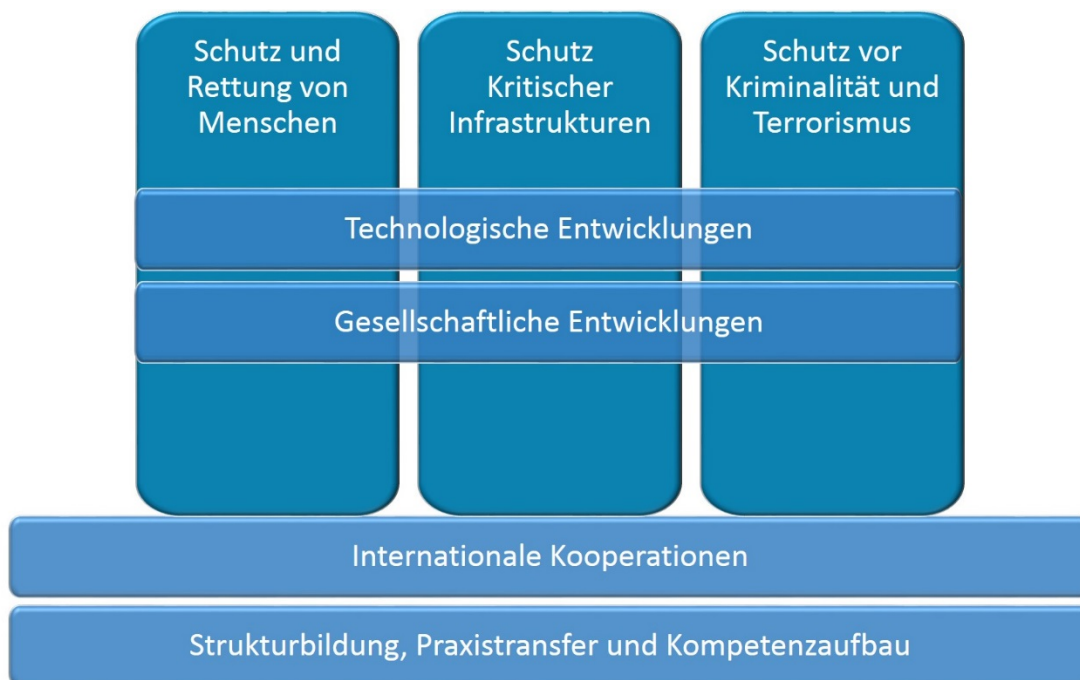 Schutz und
Rettung von
Menschen
Schutz
Kritischer
Infrastrukturen
Schutz vor
Kriminalität und
Terrorismus
Technologische Entwicklungen
Gesellschaftliche Entwicklungen
Internationale Kooperationen
Strukturbildung, Praxistransfer und Kompetenzaufbau